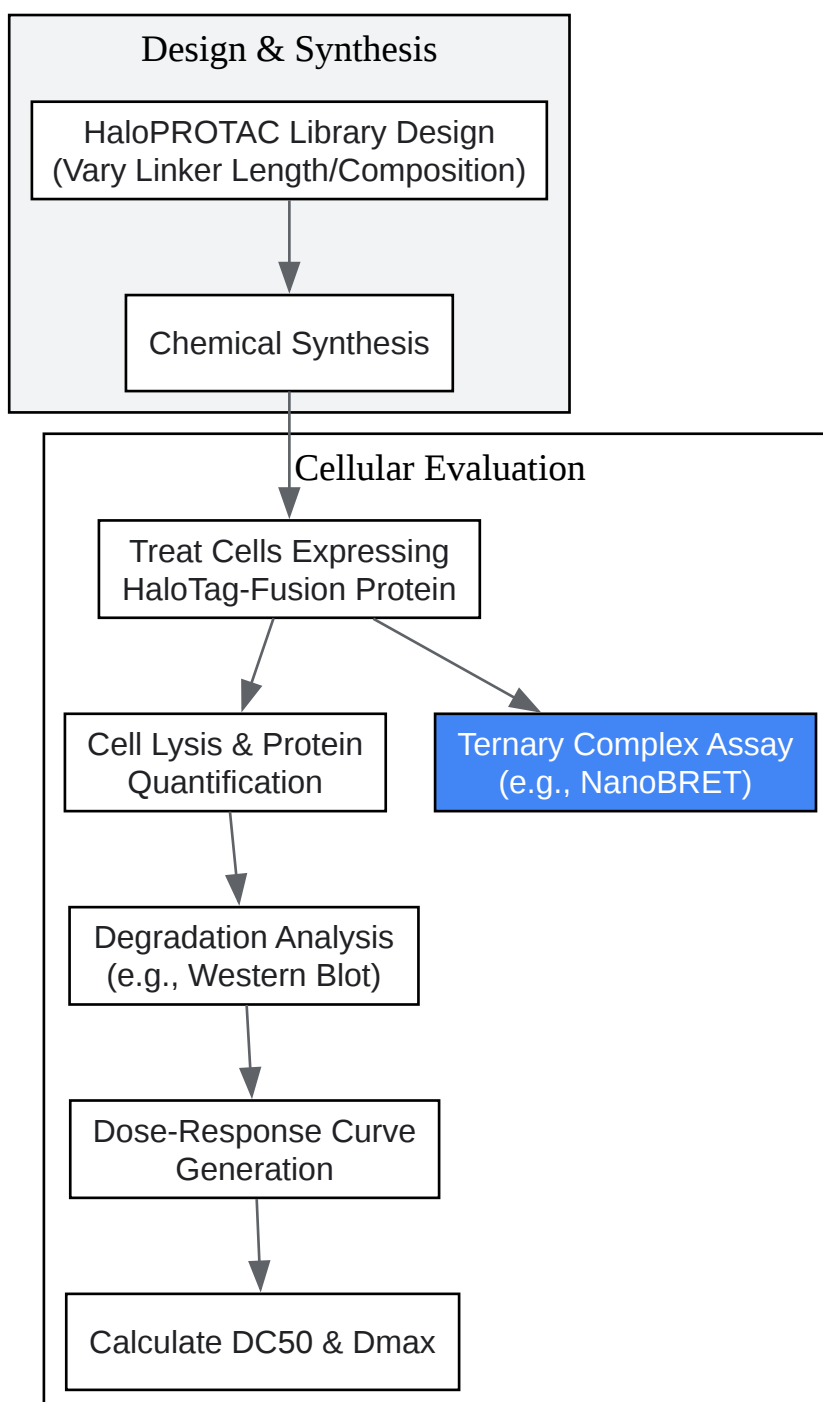 Design & Synthesis
HaloPROTAC Library Design
(Vary Linker Length/Composition)
Chemical Synthesis
Cellular Evaluation
Treat Cells Expressing
HaloTag-Fusion Protein
Cell Lysis & Protein
Quantification
Ternary Complex Assay
(e.g., NanoBRET)
Degradation Analysis
(e.g., Western Blot)
Dose-Response Curve
Generation
Calculate DC50 & Dmax